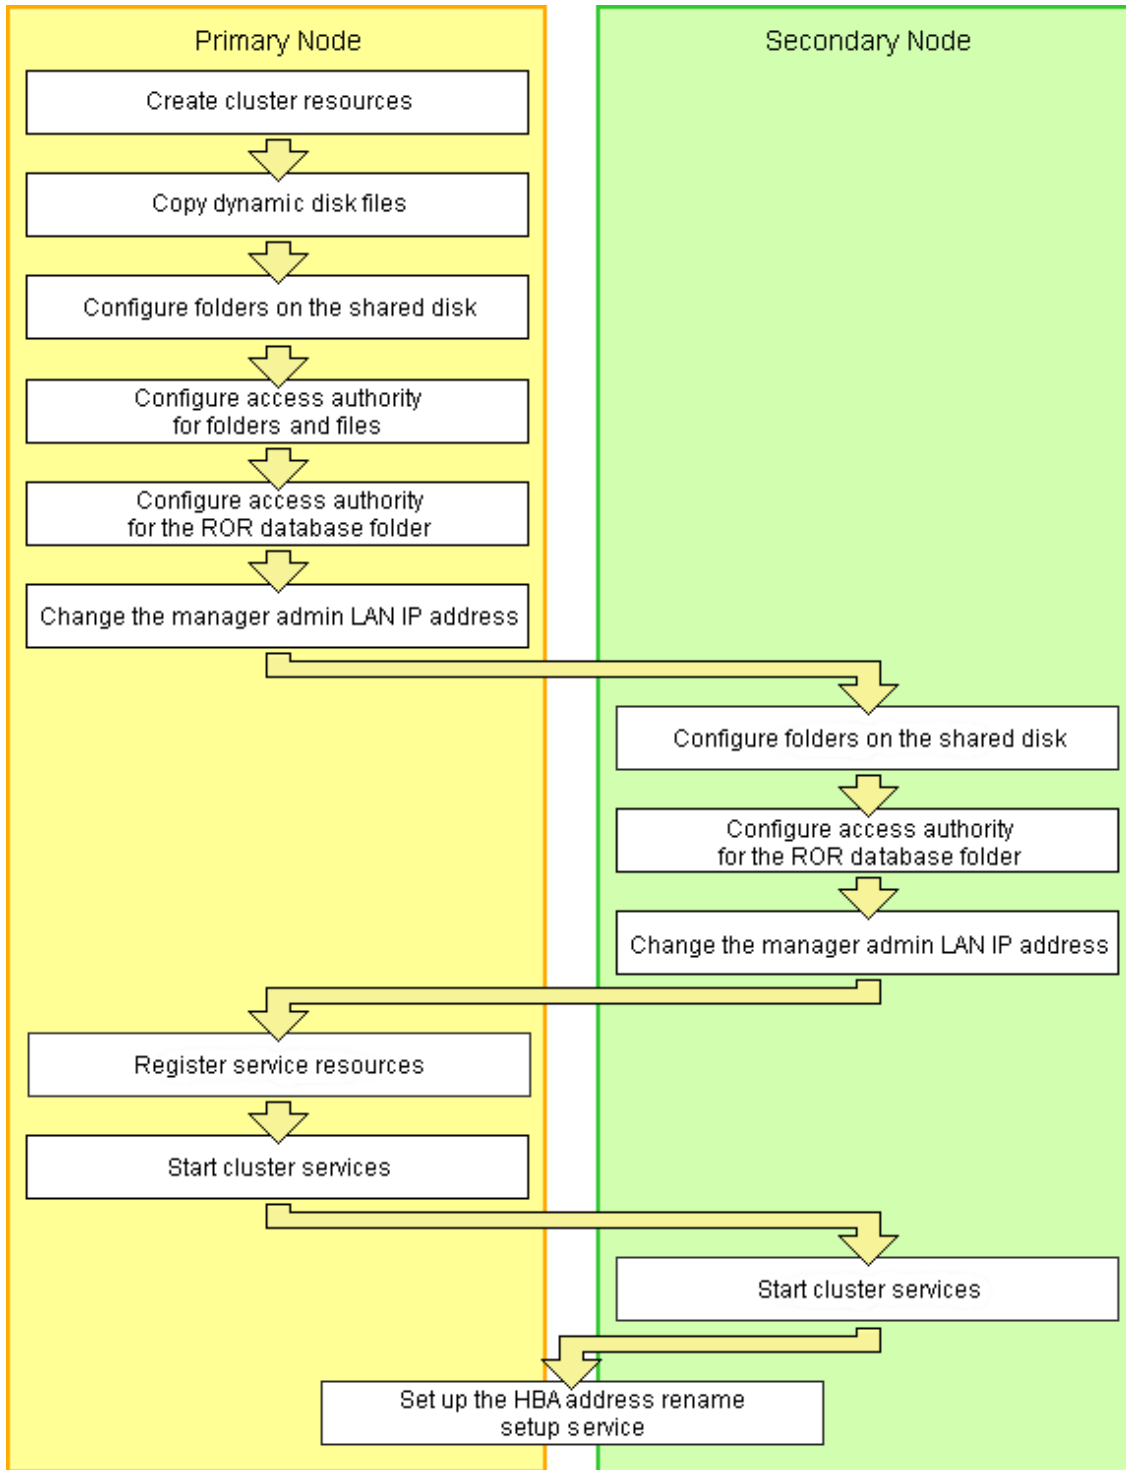 Primary Node
Secondary Node
Create cluster resources
Copy dynamic disk files
Configure folders on the shared disk
Configure access authority
for folders and files
Configure access authority
for the ROR database folder
Change the manager admin LAN IP address
Configure folders on the shared disk
Configure access authority
for the ROR database folder
Change the manager admin LAN IP address
Register service resources
Start cluster services
Start cluster services
Set up the HBA address rename
setup service